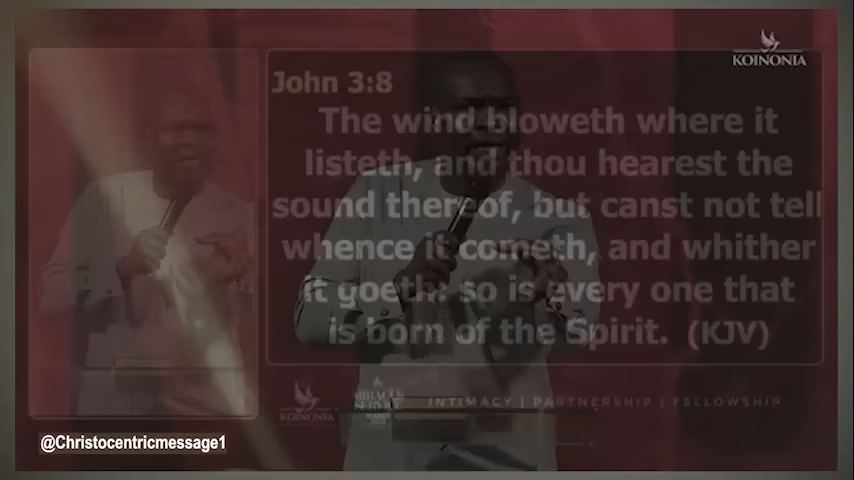 KOINONIA
John 3:8
The wind bloweth where it
listeth, and thou hearest the
sound thereof, but canst not tell
whence it cometh, and whither
it goeth: so is every one that
is born of the Spirit. (KJV)
KOINONIA
MIRACLE
SERVICE
INTIMACY | PARTNERSHIP | FELLOWSHIP
@Christocentricmessage1